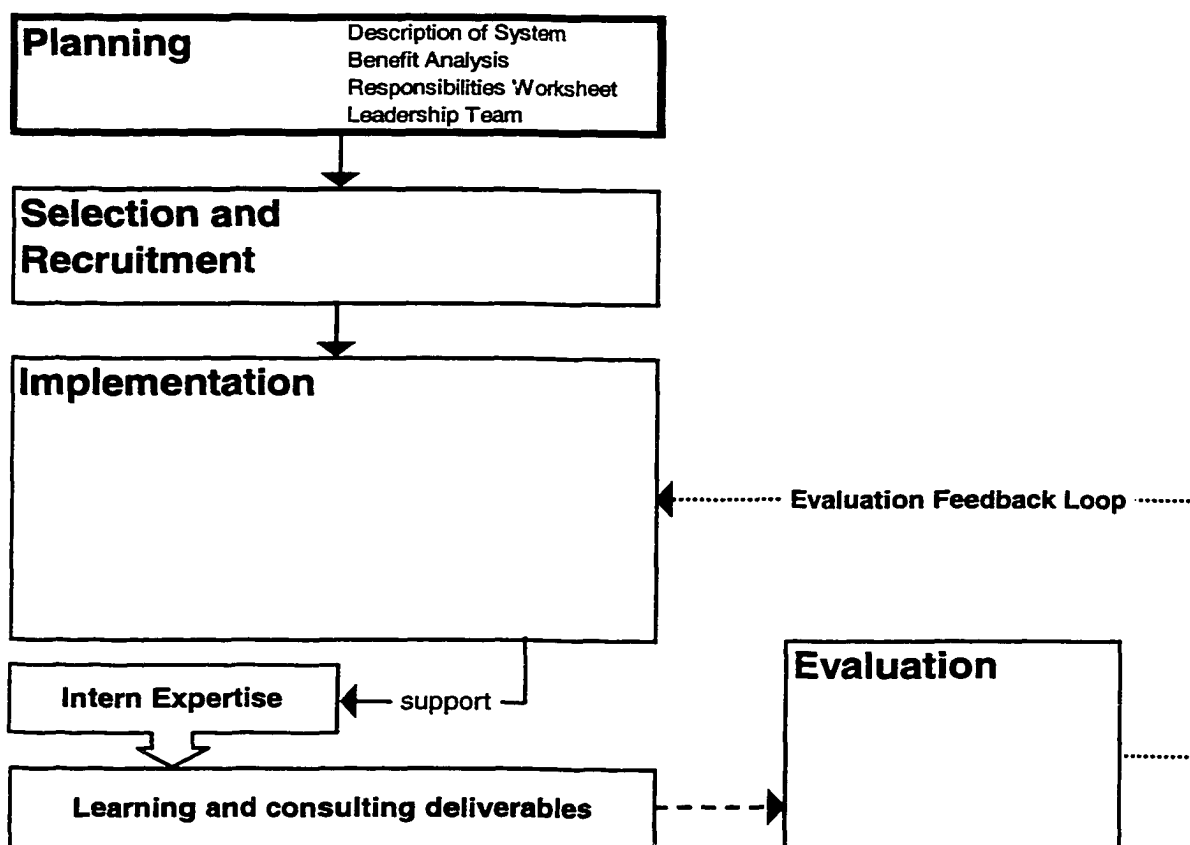 Planning
Description of System
Benefit Analysis
Responsibilities Worksheet
Leadership Team
Selection and
Recruitment
Implementation
Evaluation Feedback Loop
Evaluation
Intern Expertise
support
Learning and consulting deliverables